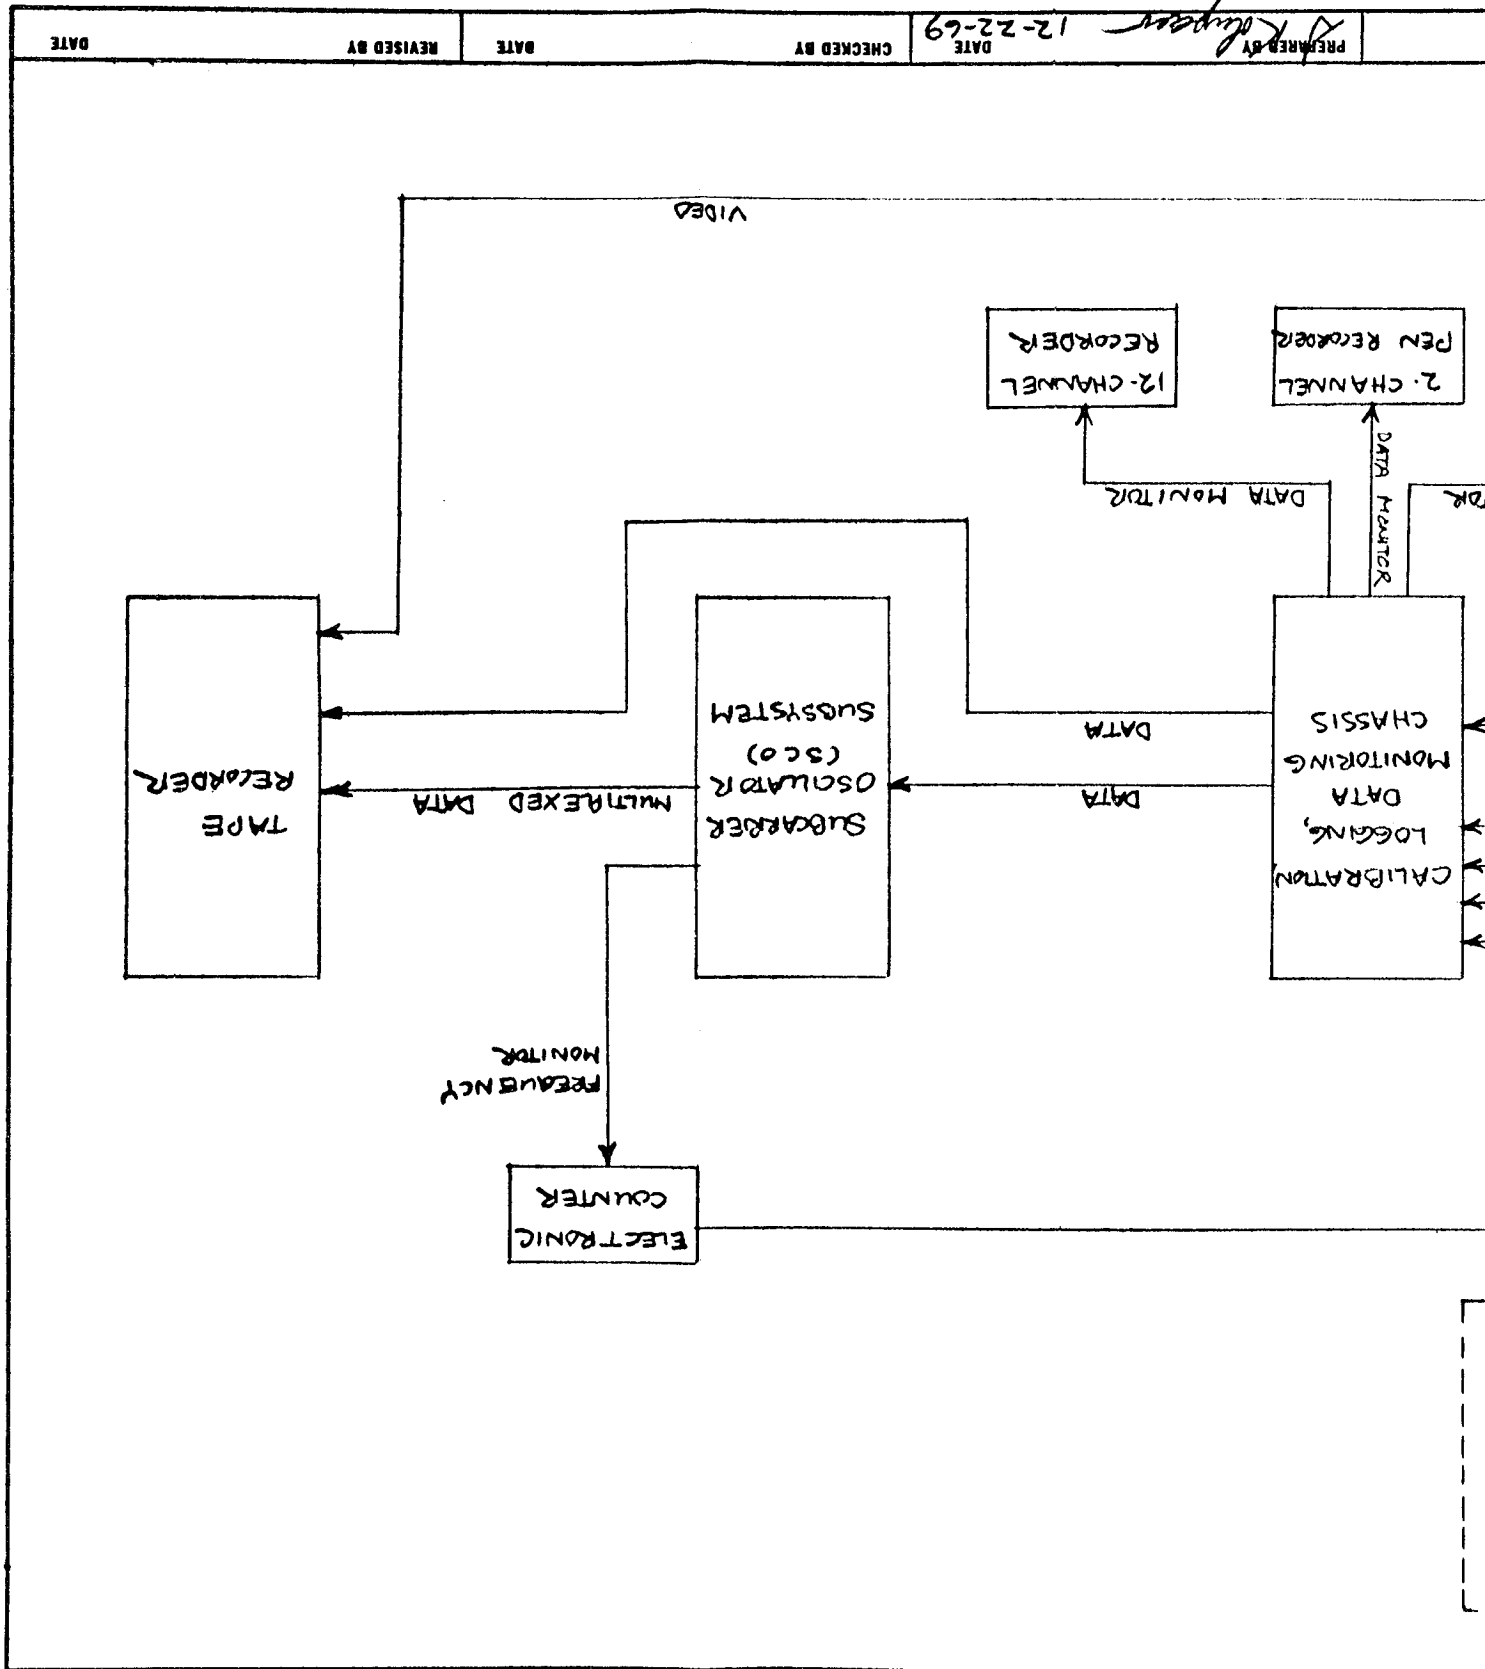 ELECTRONIC
COUNTER
FREQUENCY
MONITOR
CALIBRATION,
LOGGING,
DATA
MONITORING
CHASSIS
DATA
DATA
SUBCARRIER
OSCILLATOR
(SCO)
SUBSYSTEM
MULTIPLEXED DATA
TAPE
RECORDER
DATA MONITOR
DATA MONITOR
2-CHANNEL
PEN RECORDER
12-CHANNEL
RECORDER
VIDEO
PREPARED BY
DATE 12-22-69
CHECKED BY
DATE
REVISED BY
DATE